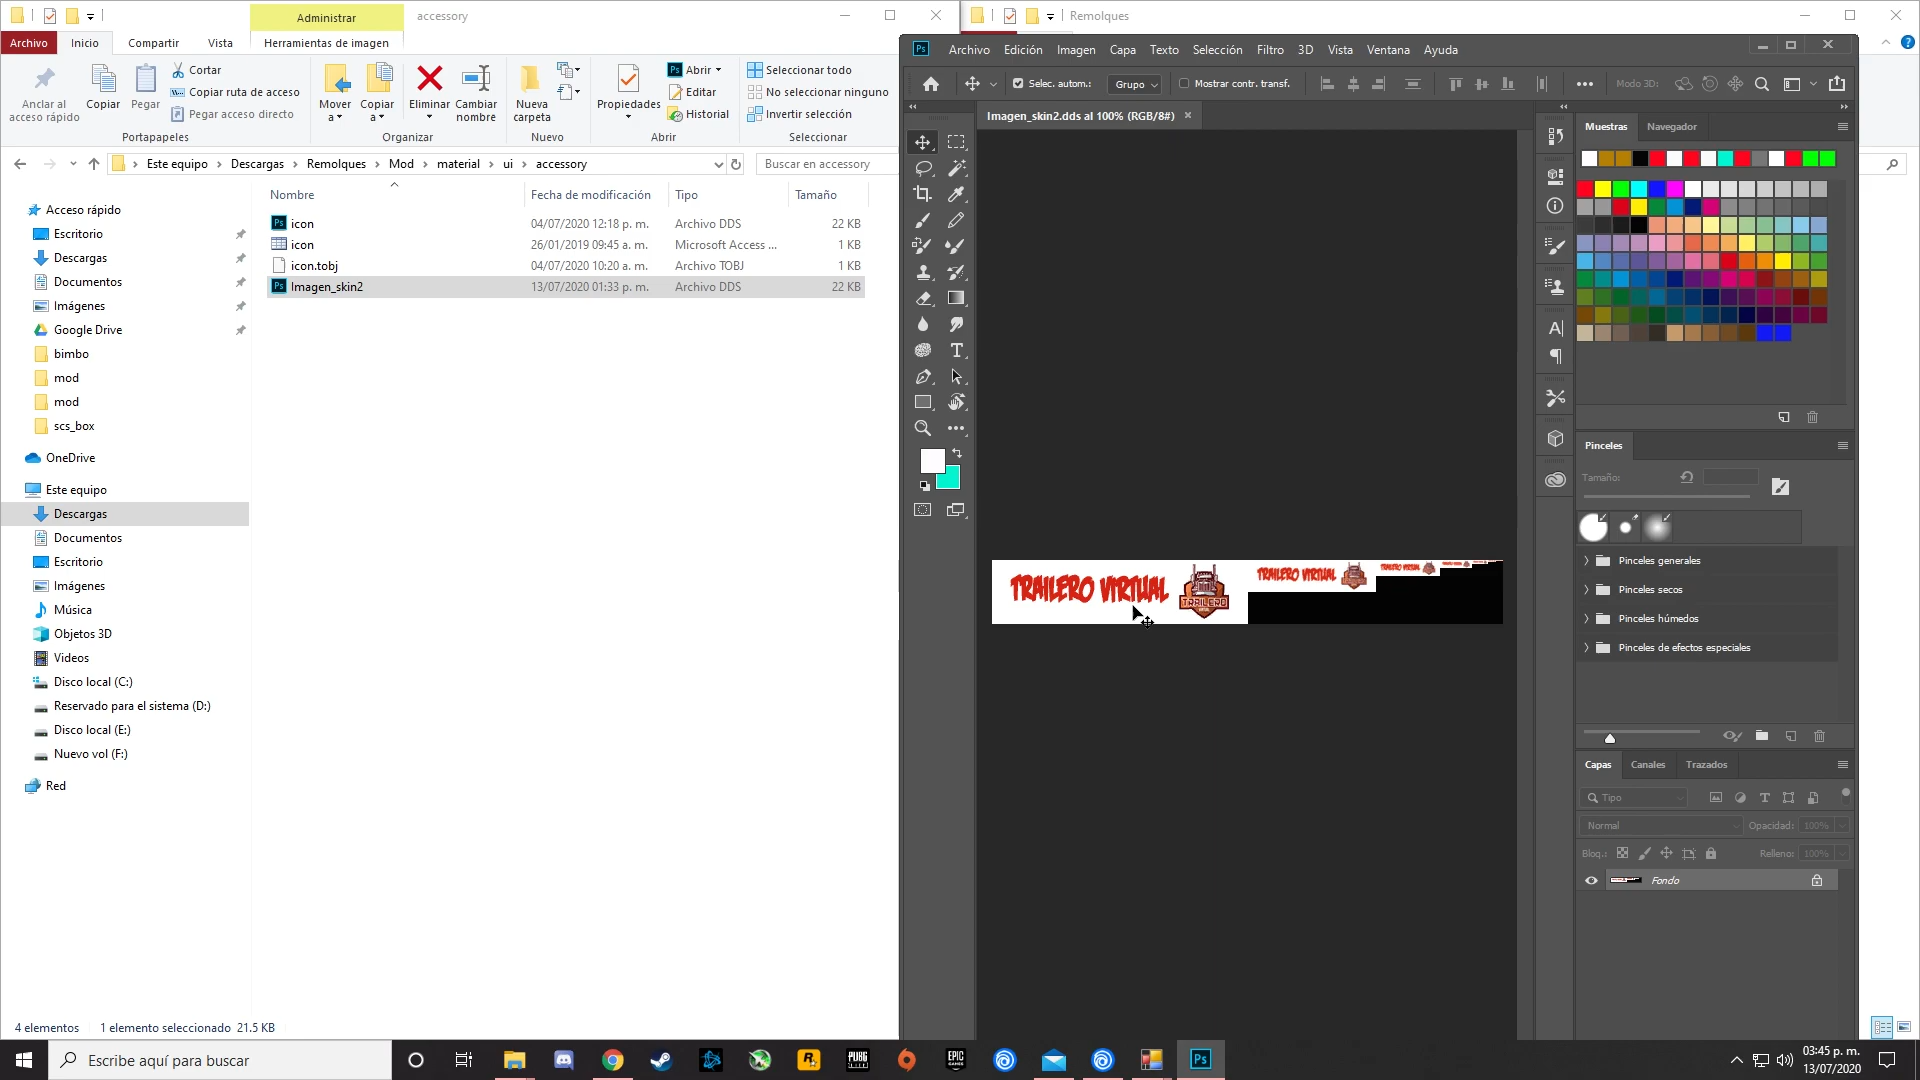 Administrar
accessory
Archivo
Inicio
Compartir
Vista
Herramientas de imagen
Anclar al acceso rápido
Copiar
Pegar
Cortar
Copiar ruta de acceso
Pegar acceso directo
Portapapeles
Mover a
Copiar a
Eliminar
Cambiar nombre
Organizar
Nueva carpeta
Nuevo
Propiedades
Abrir
Editar
Historial
Abrir
Seleccionar todo
No seleccionar ninguno
Invertir selección
Seleccionar
Este equipo > Descargas > Remolques > Mod > material > ui > accessory
Buscar en accessory
Nombre
Fecha de modificación
Tipo
Tamaño
icon 04/07/2020 12:18 p. m. Archivo DDS 22 KB
icon 26/01/2019 09:45 a. m. Microsoft Access ... 1 KB
icon.tobj 04/07/2020 10:20 a. m. Archivo TOBJ 1 KB
Imagen_skin2 13/07/2020 01:33 p. m. Archivo DDS 22 KB
Acceso rápido
Escritorio
Descargas
Documentos
Imágenes
Google Drive
bimbo
mod
mod
scs_box
OneDrive
Este equipo
Descargas
Documentos
Escritorio
Imágenes
Música
Objetos 3D
Videos
Disco local (C:)
Reservado para el sistema (D:)
Disco local (E:)
Nuevo vol (F:)
Red
4 elementos
1 elemento seleccionado 21.5 KB
Remolques
Ps
Archivo Edición Imagen Capa Texto Selección Filtro 3D Vista Ventana Ayuda
Selec. autom.:
Grupo
Mostrar contr. transf.
Modo 3D:
Imagen_skin2.dds al 100% (RGB/8#)
TRAILERO VIRTUAL
TRAILERO
TRAILERO VIRTUAL
TRAILERO VIRTUAL
Muestras
Navegador
Pinceles
Tamaño:
Pinceles generales
Pinceles secos
Pinceles húmedos
Pinceles de efectos especiales
Capas
Canales
Trazados
Tipo
Normal
Opacidad: 100%
Bloq.:
Relleno: 100%
Fondo
Escribe aquí para buscar
PUBG
EPIC GAMES
Ps
03:45 p. m.
13/07/2020